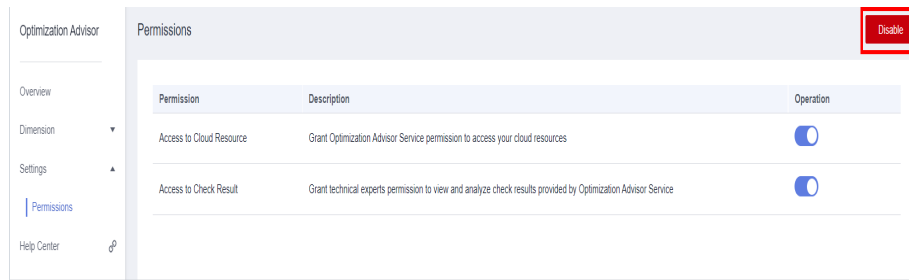 Optimization Advisor
Permissions
Disable
Overview
Dimension
Settings
Permissions
Help Center
Permission Description Operation
Access to Cloud Resource Grant Optimization Advisor Service permission to access your cloud resources
Access to Check Result Grant technical experts permission to view and analyze check results provided by Optimization Advisor Service